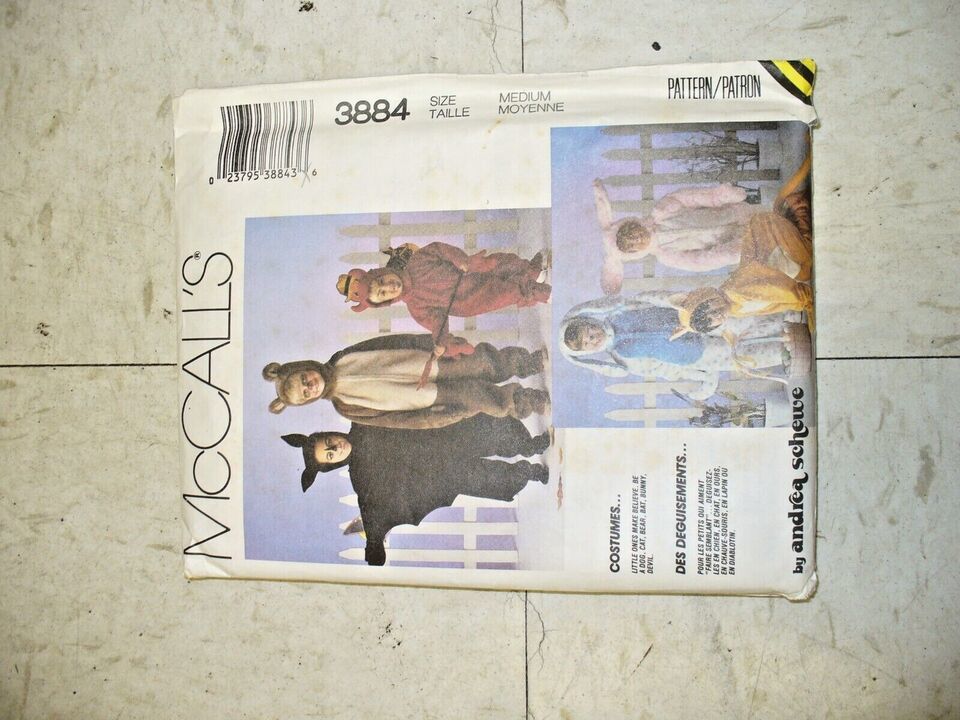 McCALL'S®
3884
SIZE
TAILLE
MEDIUM
MOYENNE
PATTERN/PATRON
0 23795 38843 6
COSTUMES...
LITTLE ONES MAKE BELIEVE. BE
A DOG, CAT, BEAR, BAT, BUNNY,
DEVIL.
DES DEGUISEMENTS...
POUR LES PETITS QUI AIMENT
"FAIRE SEMBLANT"... DEGUISEZ-
LES EN CHIEN, EN CHAT, EN OURS,
EN CHAUVE-SOURIS, EN LAPIN OU
EN DIABLOTIN.
by andrea schewe